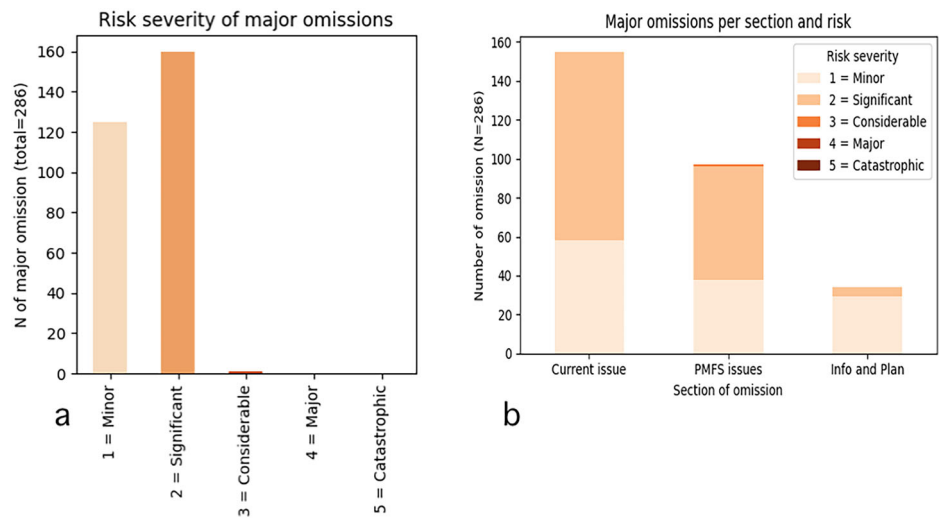 Risk severity of major omissions
N of major omission (total=286)
160
140
120
100
80
60
40
20
0
1 = Minor
2 = Significant
3 = Considerable
4 = Major
5 = Catastrophic
a
Major omissions per section and risk
Number of omission (N=286)
160
140
120
100
80
60
40
20
0
Risk severity
1 = Minor
2 = Significant
3 = Considerable
4 = Major
5 = Catastrophic
Current issue
PMFS issues
Info and Plan
Section of omission
b